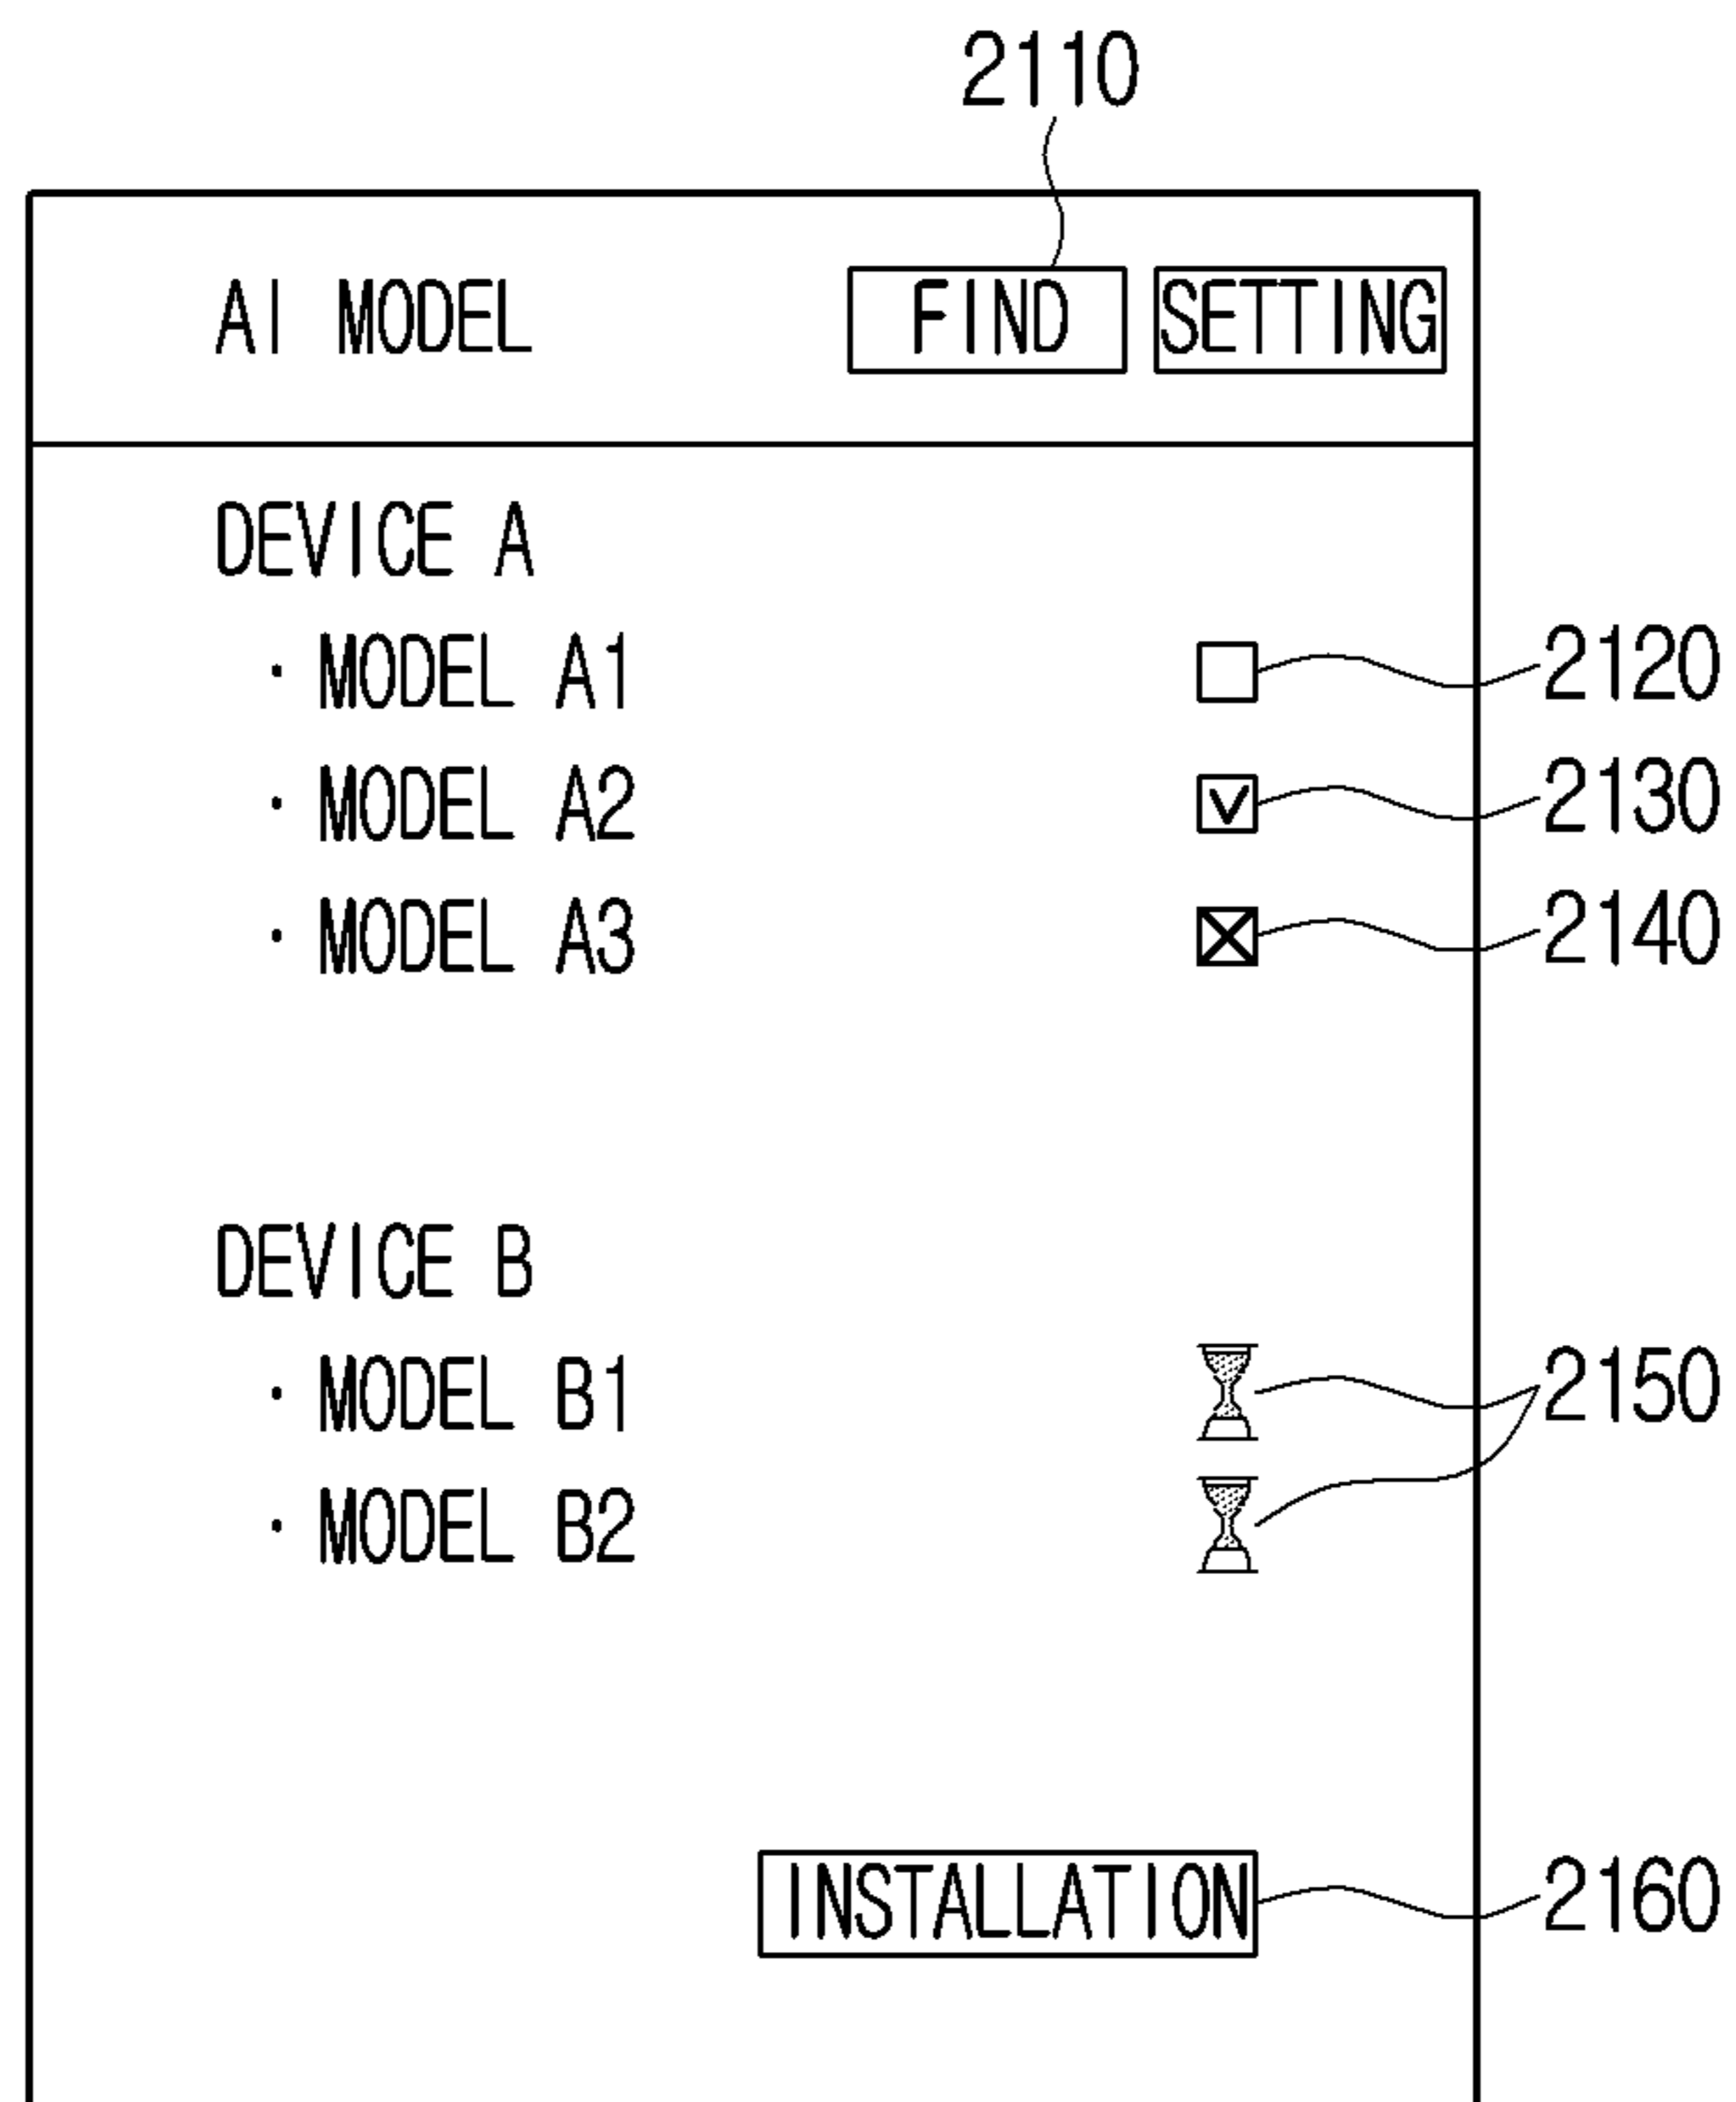 2110
AI MODEL FIND SETTING
DEVICE A
· MODEL A1 2120
· MODEL A2 2130
· MODEL A3 2140
DEVICE B
· MODEL B1 2150
· MODEL B2
INSTALLATION 2160